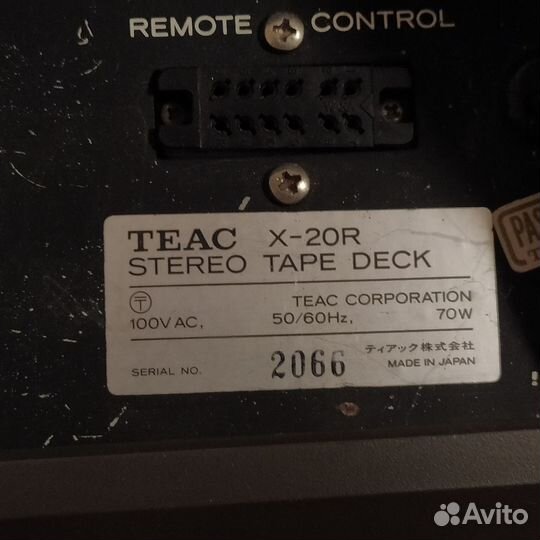 REMOTE CONTROL
TEAC X-20R
STEREO TAPE DECK
Ⓣ TEAC CORPORATION
100V AC, 50/60Hz, 70W
ティアック株式会社
SERIAL NO. 2066 MADE IN JAPAN
PAS
T
Avito